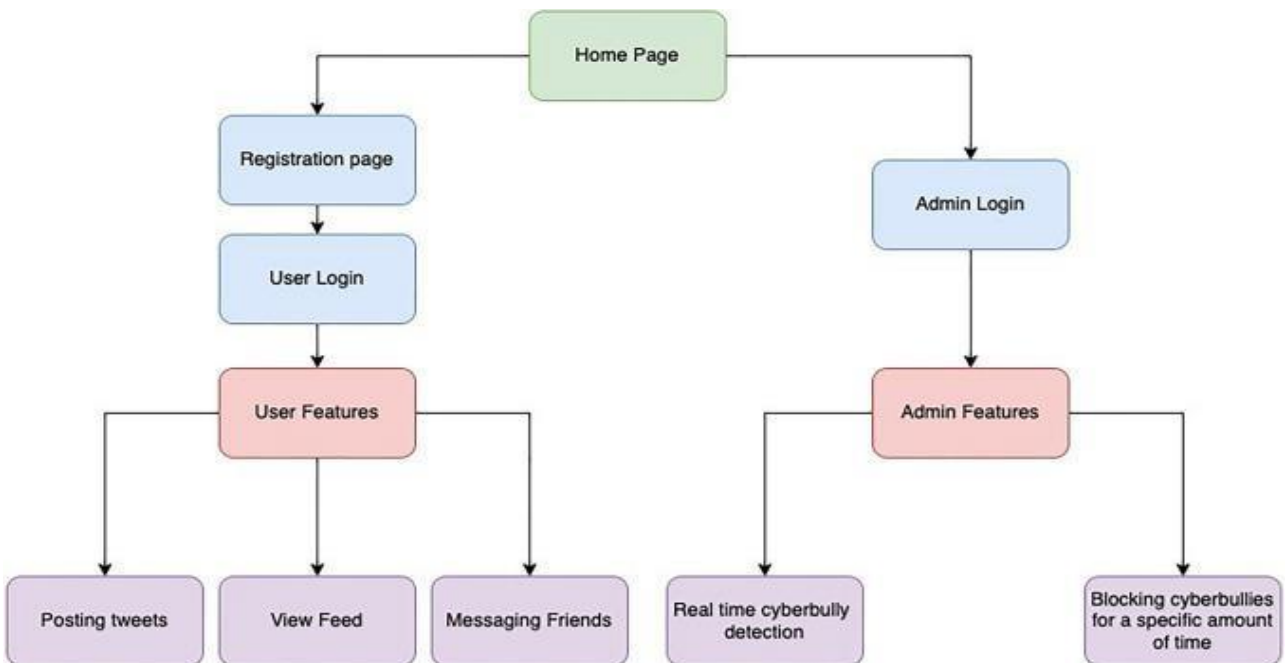 Home Page
Registration page
Admin Login
User Login
User Features
Admin Features
Posting tweets
View Feed
Messaging Friends
Real time cyberbully
detection
Blocking cyberbullies
for a specific amount
of time